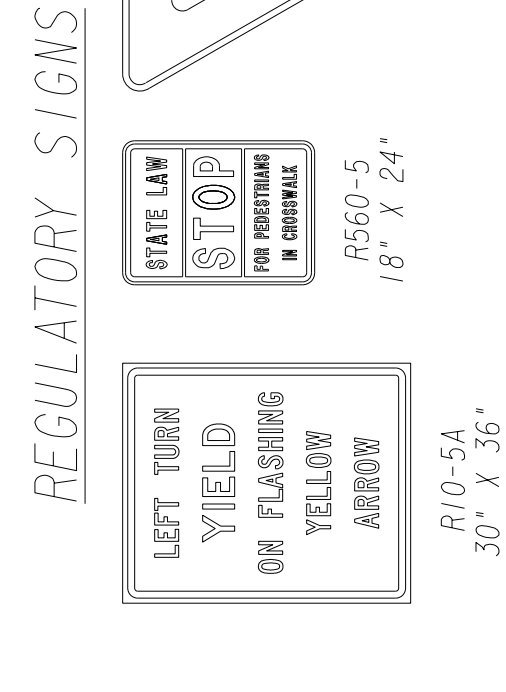 REGULATORY SIGNS
LEFT TURN
YIELD
ON FLASHING
YELLOW
ARROW
R10-5A
30" X 36"
STATE LAW
STOP
FOR PEDESTRIANS
IN CROSSWALK
R560-5
18" X 24"